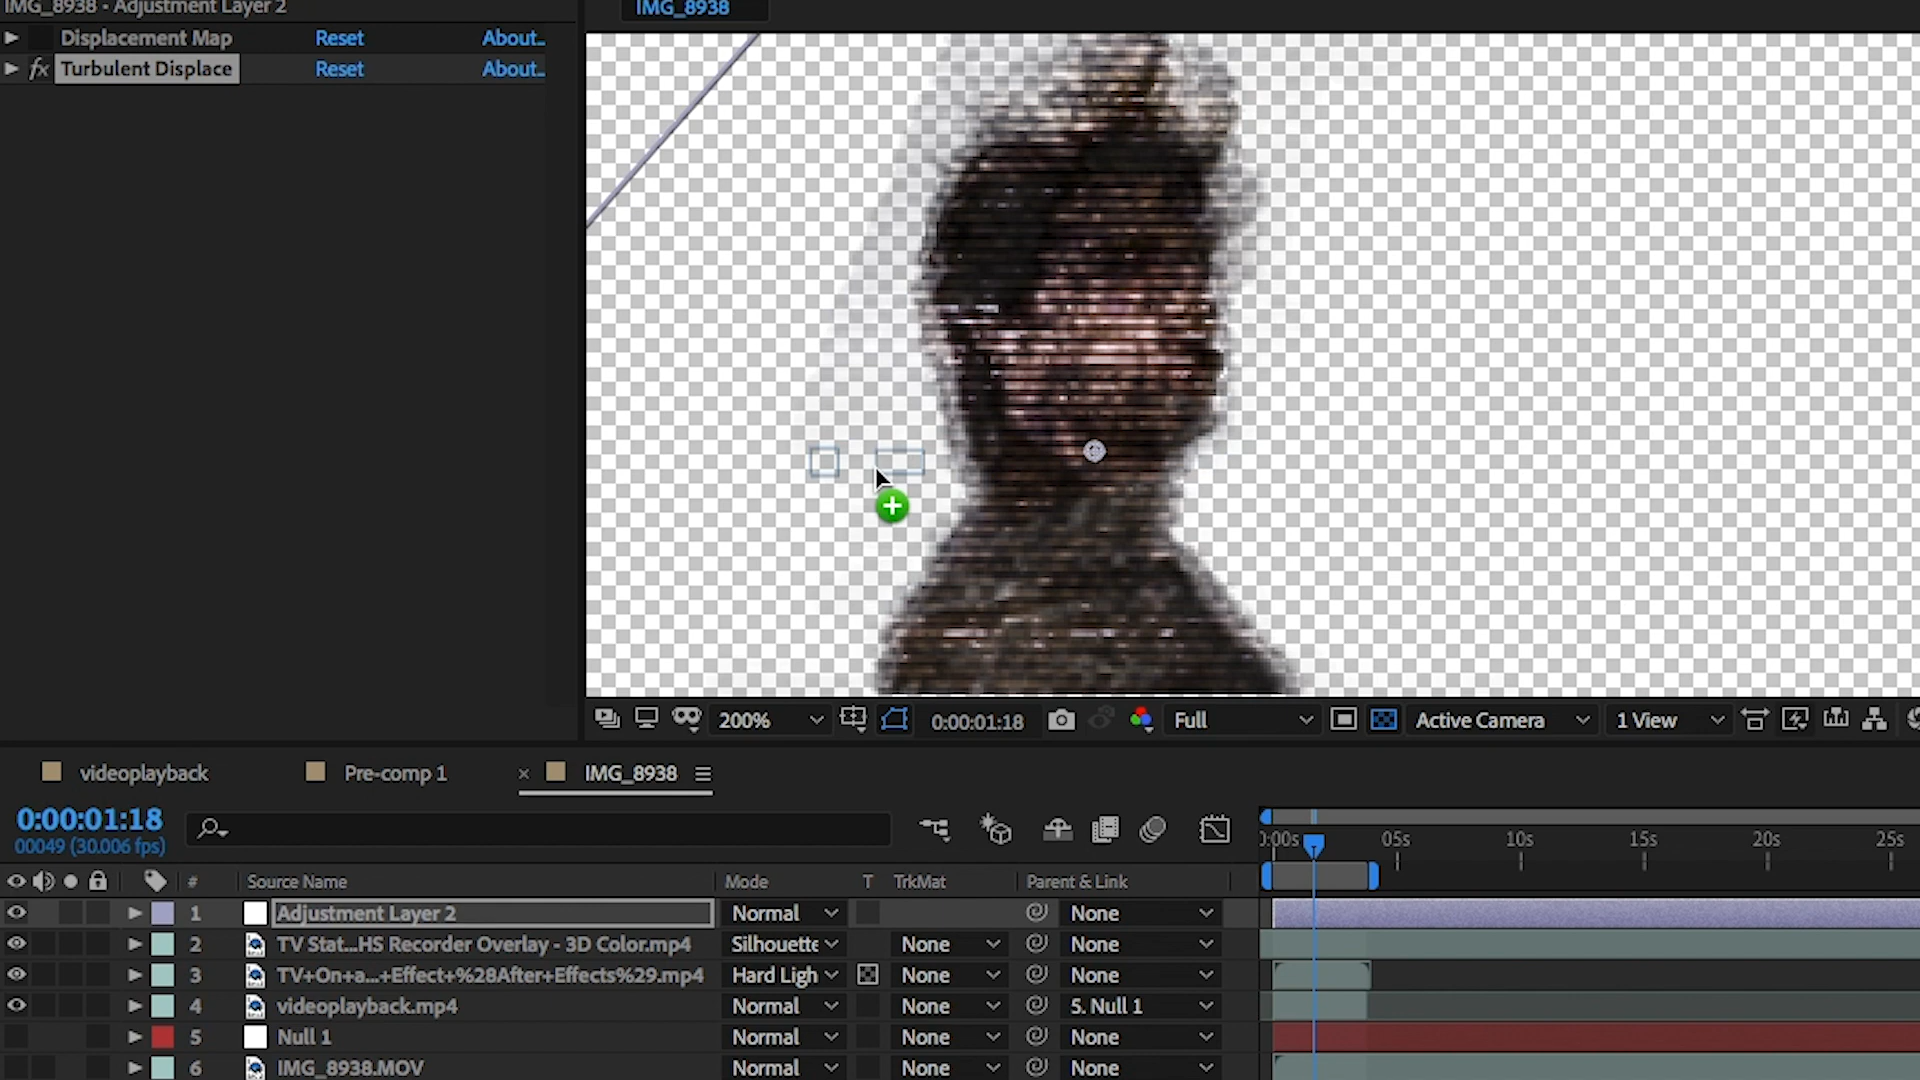 IMG_8938 • Adjustment Layer 2
IMG_8938
Displacement Map Reset About...
fx Turbulent Displace Reset About...
200% 0:00:01:18 Full Active Camera 1 View
videoplayback Pre-comp 1 × IMG_8938
0:00:01:18
00049 (30.006 fps)
0:00s 05s 10s 15s 20s 25s
# Source Name Mode T TrkMat Parent & Link
1 Adjustment Layer 2 Normal None
2 TV Stat...HS Recorder Overlay - 3D Color.mp4 Silhouette None None
3 TV+On+a...+Effect+%28After+Effects%29.mp4 Hard Ligh None None
4 videoplayback.mp4 Normal None 5. Null 1
5 Null 1 Normal None None
6 IMG_8938.MOV Normal None None